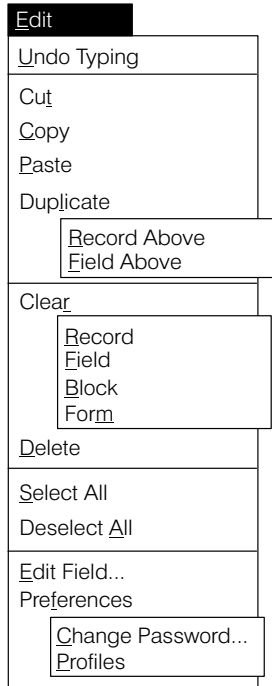 Edit
Undo Typing
Cut
Copy
Paste
Duplicate
Record Above
Field Above
Clear
Record
Field
Block
Form
Delete
Select All
Deselect All
Edit Field...
Preferences
Change Password...
Profiles